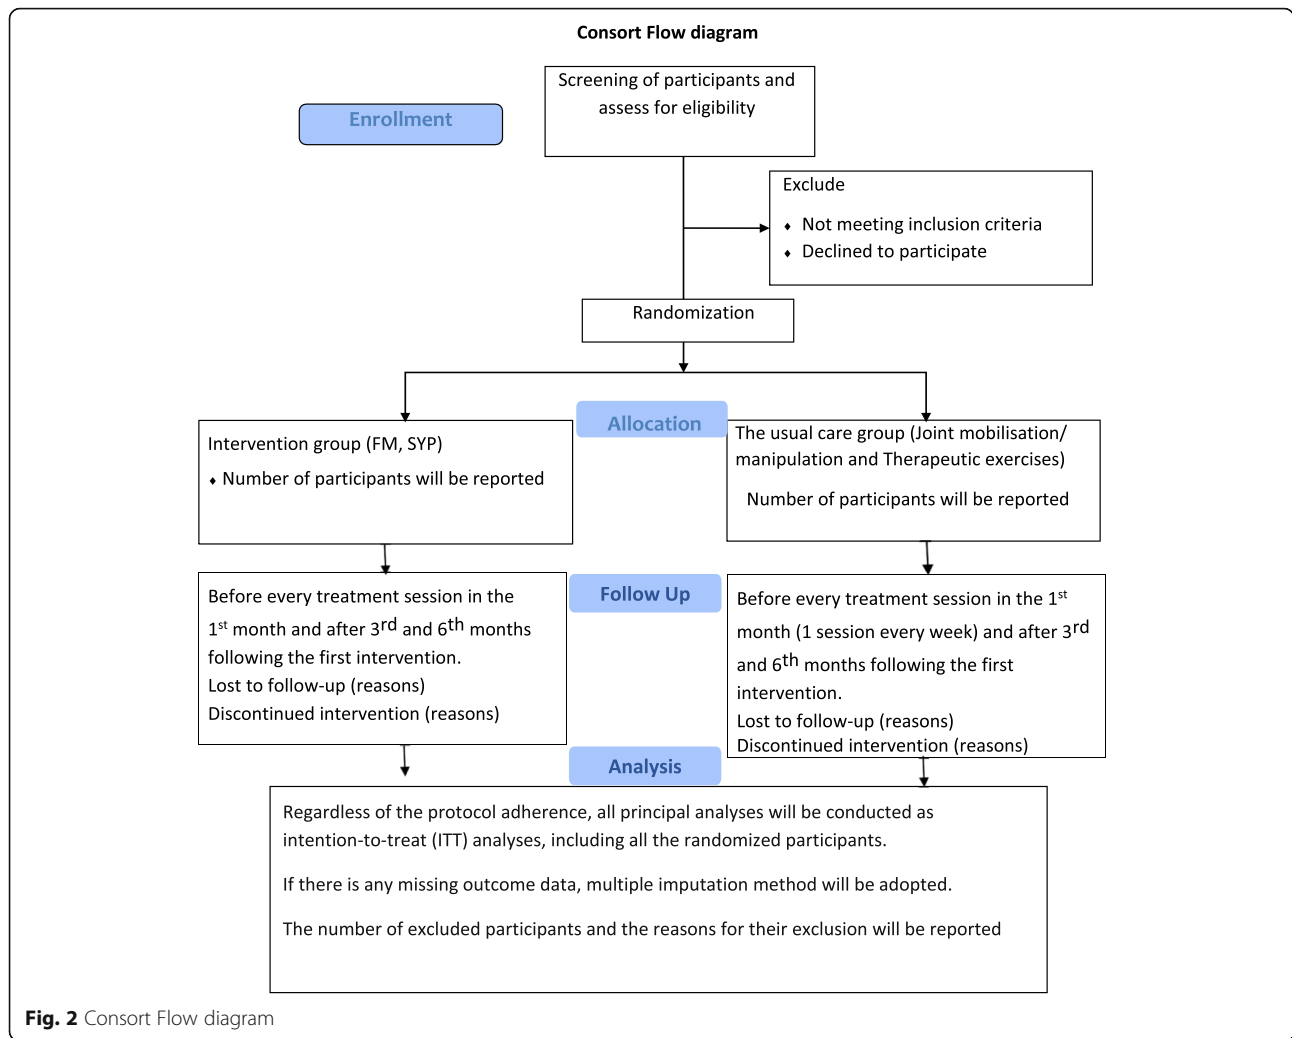 Consort Flow diagram
Screening of participants and
assess for eligibility
Enrollment
Exclude
♦ Not meeting inclusion criteria
♦ Declined to participate
Randomization
Allocation
Intervention group (FM, SYP)
♦ Number of participants will be reported
The usual care group (Joint mobilisation/
manipulation and Therapeutic exercises)
Number of participants will be reported
Follow Up
Before every treatment session in the
1st month and after 3rd and 6th months
following the first intervention.
Lost to follow-up (reasons)
Discontinued intervention (reasons)
Before every treatment session in the 1st
month (1 session every week) and after 3rd
and 6th months following the first
intervention.
Lost to follow-up (reasons)
Discontinued intervention (reasons)
Analysis
Regardless of the protocol adherence, all principal analyses will be conducted as
intention-to-treat (ITT) analyses, including all the randomized participants.
If there is any missing outcome data, multiple imputation method will be adopted.
The number of excluded participants and the reasons for their exclusion will be reported
Fig. 2 Consort Flow diagram